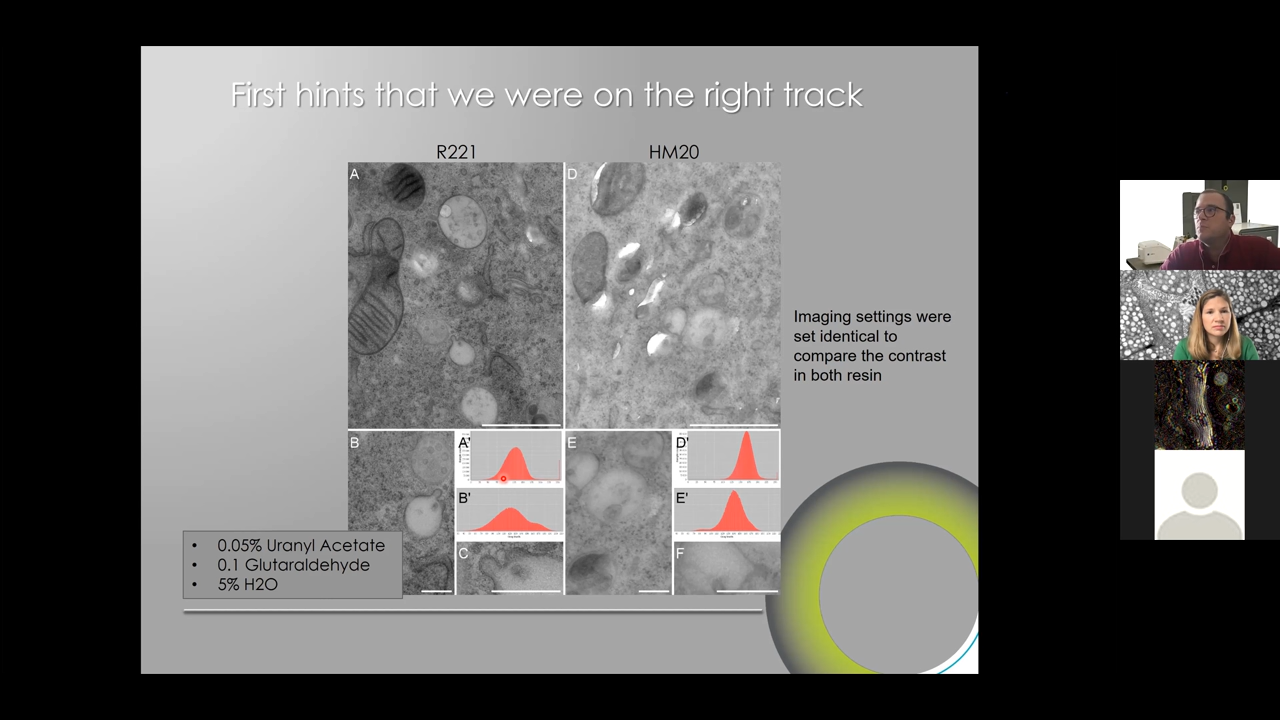 First hints that we were on the right track
R221
HM20
A
D
Imaging settings were
set identical to
compare the contrast
in both resin
B
A'
E
D'
B'
E'
C
F
• 0.05% Uranyl Acetate
• 0.1 Glutaraldehyde
• 5% H2O